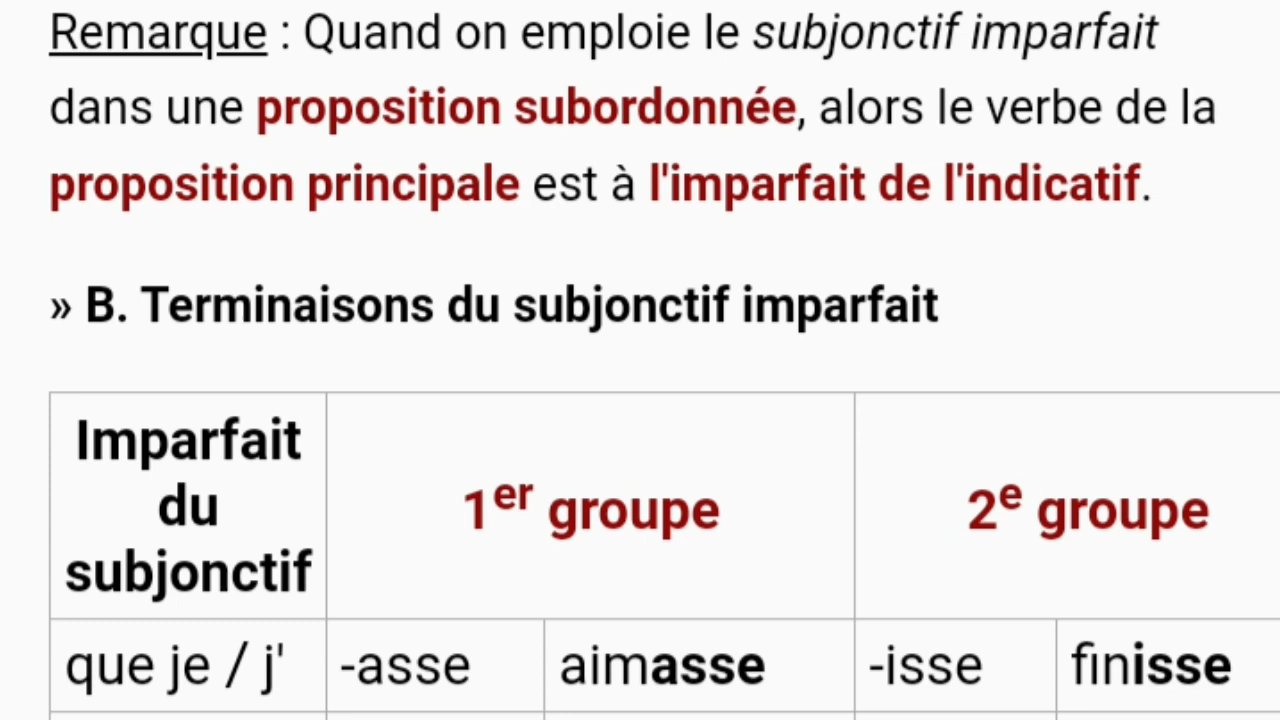 Remarque : Quand on emploie le subjonctif imparfait
dans une proposition subordonnée, alors le verbe de la
proposition principale est à l'imparfait de l'indicatif.
» B. Terminaisons du subjonctif imparfait
Imparfait
du
subjonctif
1er groupe
2e groupe
que je / j' -asse aimasse -isse finisse